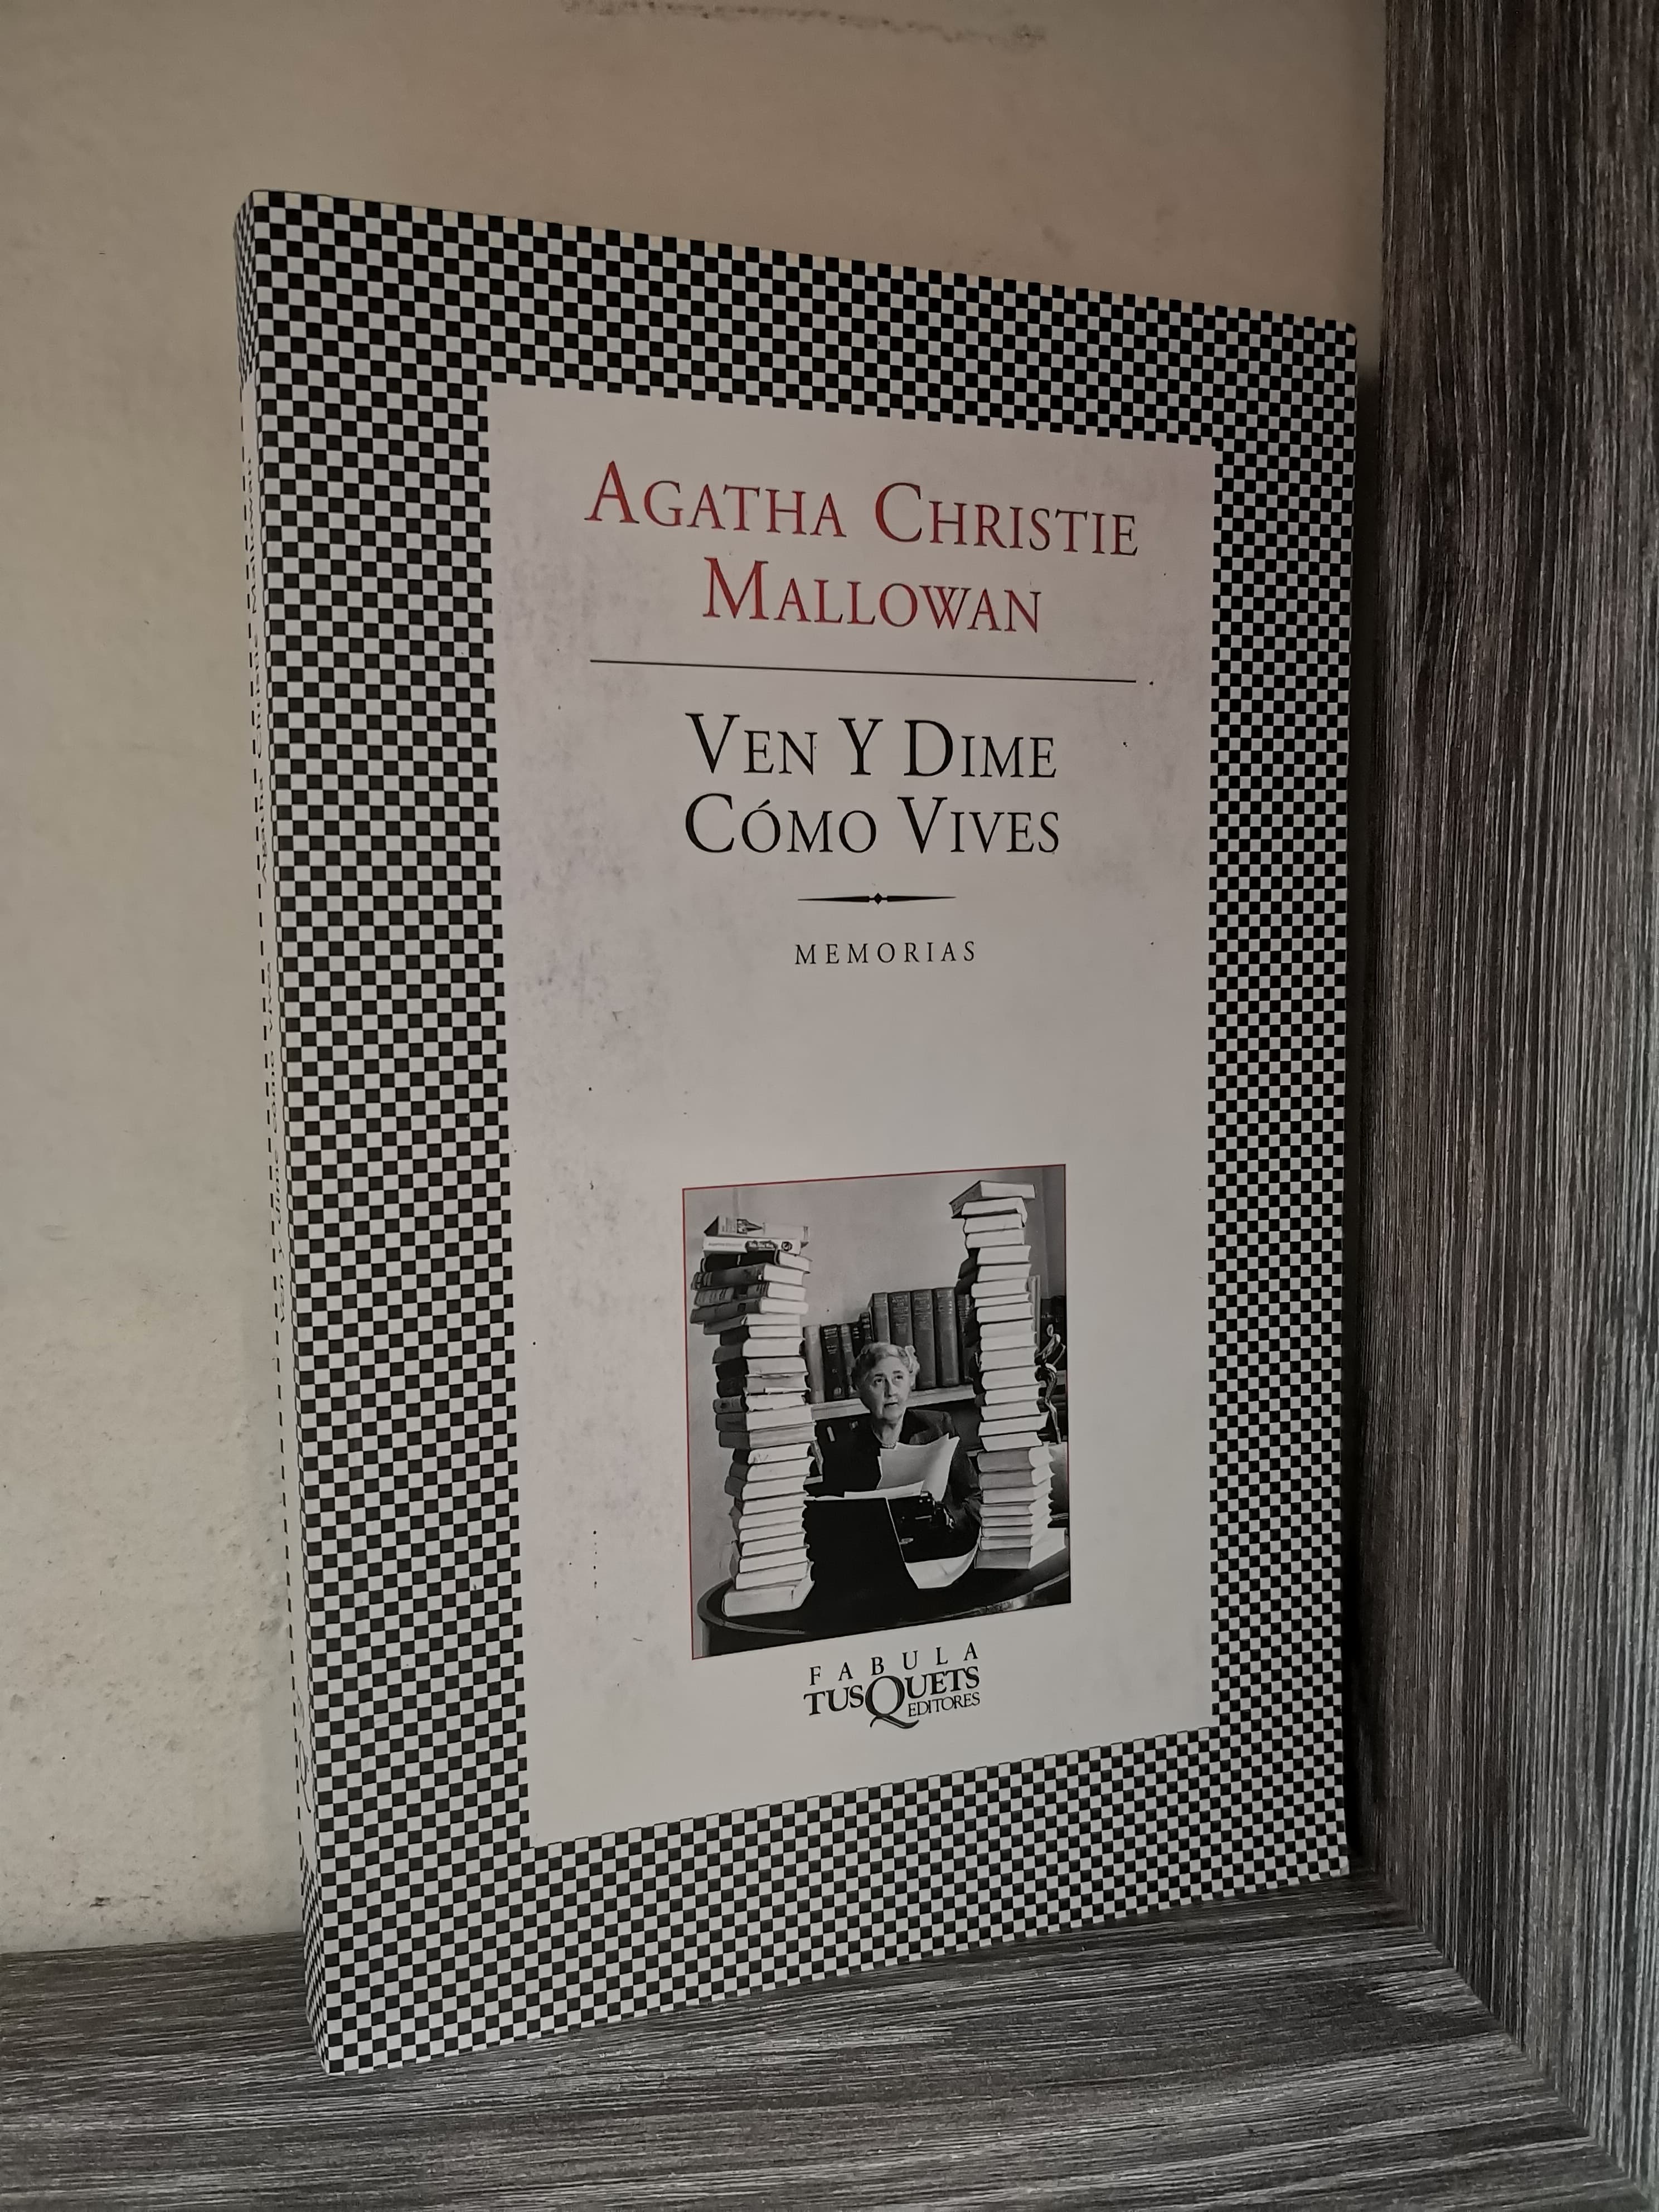 AGATHA CHRISTIE
MALLOWAN
VEN Y DIME
CÓMO VIVES
MEMORIAS
FABULA
TUSQUETS
EDITORES